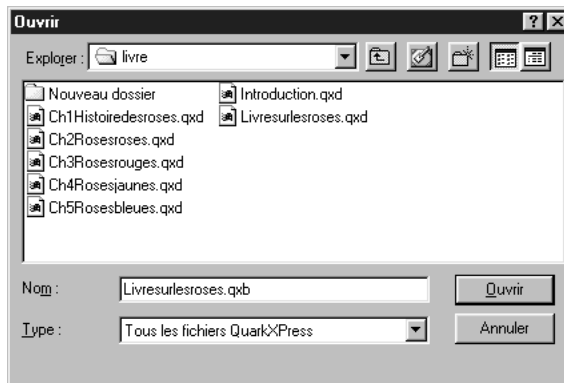 Ouvrir
Explorer : livre
Nouveau dossier
Ch1Histoiredesroses.qxd
Ch2Rosesroses.qxd
Ch3Rosesrouges.qxd
Ch4Rosesjaunes.qxd
Ch5Rosesbleues.qxd
Introduction.qxd
Livresurlesroses.qxd
Nom : Livresurlesroses.qxb Ouvrir
Type : Tous les fichiers QuarkXPress Annuler